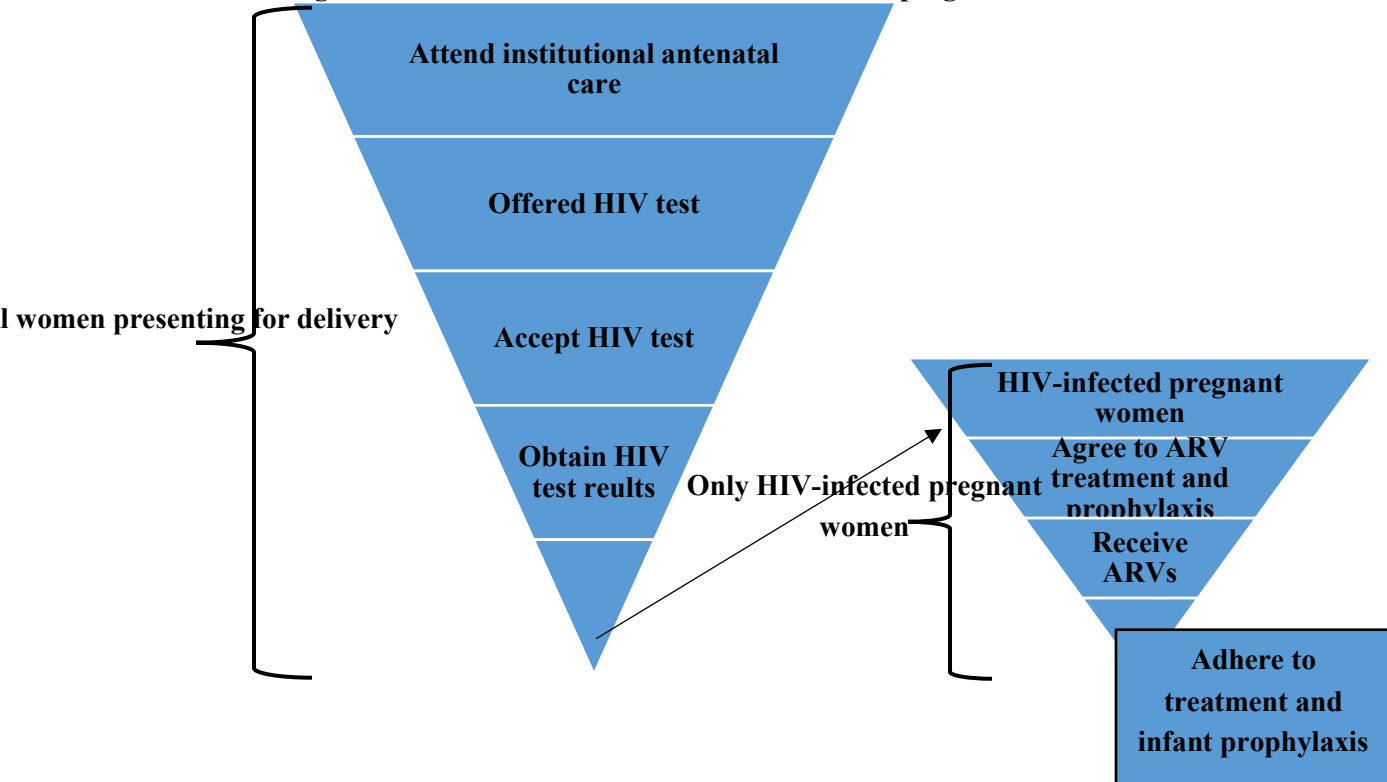 Attend institutional antenatal
care
Offered HIV test
l women presenting for delivery
Accept HIV test
Obtain HIV
test reults
HIV-infected pregnant
women
Agree to ARV
treatment and
prophylaxis
Only HIV-infected pregnant
women
Receive
ARVs
Adhere to
treatment and
infant prophylaxis